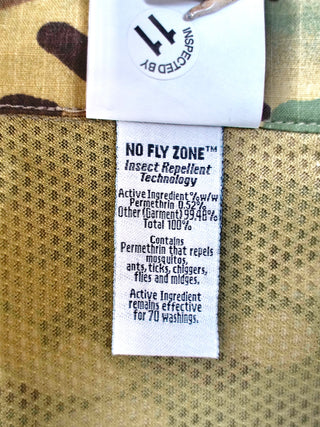 INSPECTED BY
11
NO FLY ZONE™
Insect Repellent
Technology
Active Ingredient % w/w
Permethrin 0.52%
Other (Garment) 99.48%
Total 100%
Contains
Permethrin that repels
mosquitos,
ants, ticks, chiggers,
flies and midges.
Active Ingredient
remains effective
for 70 washings.